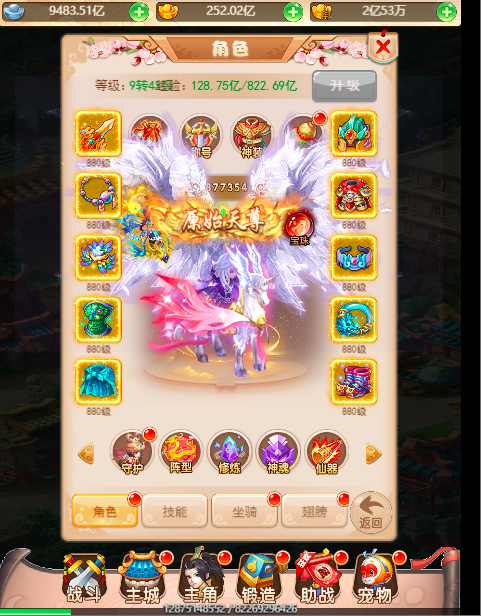 9483.51亿 252.02亿 2亿53万
角色
等级：9转43级 经验：128.75亿/822.69亿 升级
称号 神装
880级 880级
877354
880级 880级
原始天尊
宝珠
880级 880级
880级 880级
880级 880级
守护 阵型 修炼 神魂 仙器
角色 技能 坐骑 翅膀 返回
战斗 主城 主角 锻造 助战 宠物
12875148552/82269296426